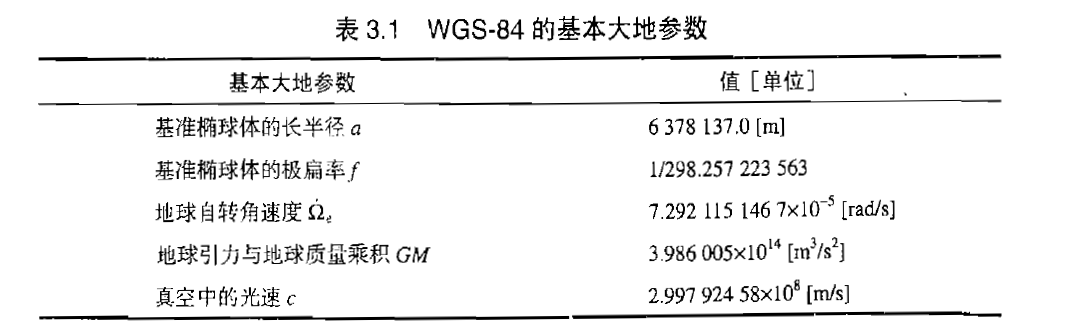 表 3.1 WGS-84 的基本大地参数
基本大地参数 值［单位］
基准椭球体的长半径 a 6 378 137.0 [m]
基准椭球体的极扁率 f 1/298.257 223 563
地球自转角速度 Ω̇ₑ 7.292 115 146 7×10⁻⁵ [rad/s]
地球引力与地球质量乘积 GM 3.986 005×10¹⁴ [m³/s²]
真空中的光速 c 2.997 924 58×10⁸ [m/s]